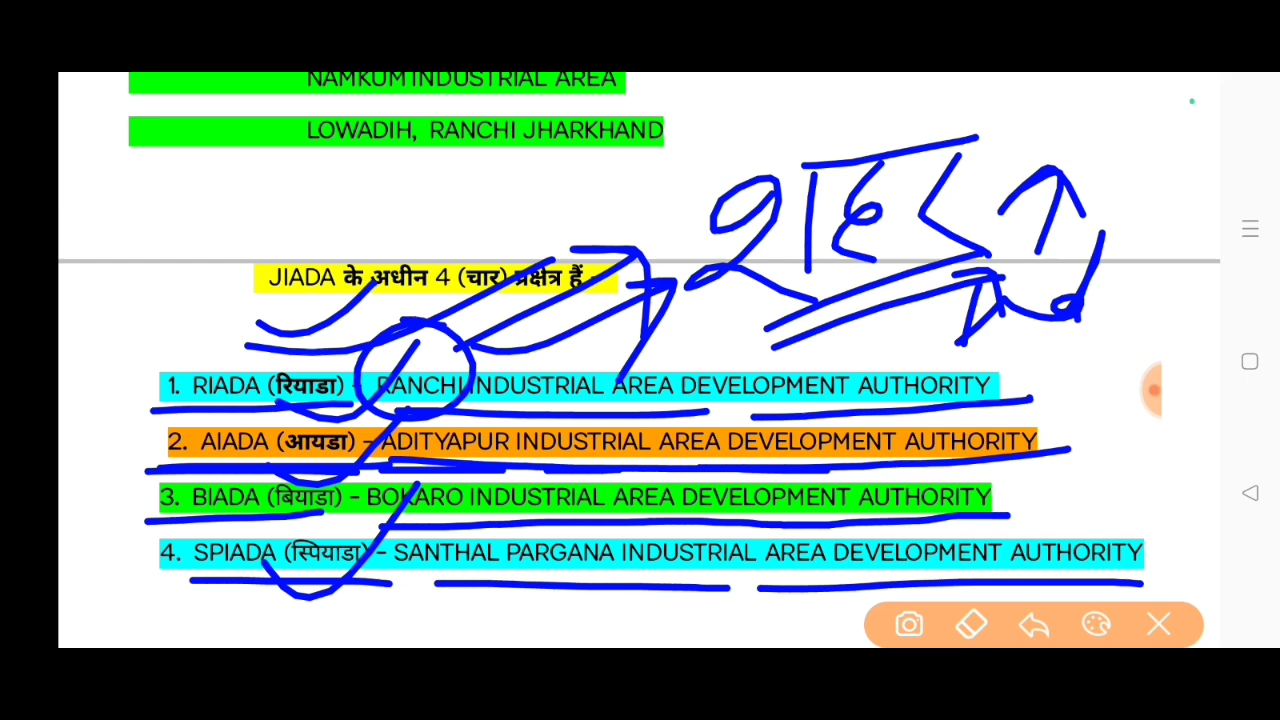 NAMKUM INDUSTRIAL AREA
LOWADIH, RANCHI JHARKHAND
JIADA के अधीन 4 (चार) प्रक्षेत्र हैं -
1. RIADA (रियाडा) - RANCHI INDUSTRIAL AREA DEVELOPMENT AUTHORITY
2. AIADA (आयडा) - ADITYAPUR INDUSTRIAL AREA DEVELOPMENT AUTHORITY
3. BIADA (बियाडा) - BOKARO INDUSTRIAL AREA DEVELOPMENT AUTHORITY
4. SPIADA (स्पियाडा) - SANTHAL PARGANA INDUSTRIAL AREA DEVELOPMENT AUTHORITY